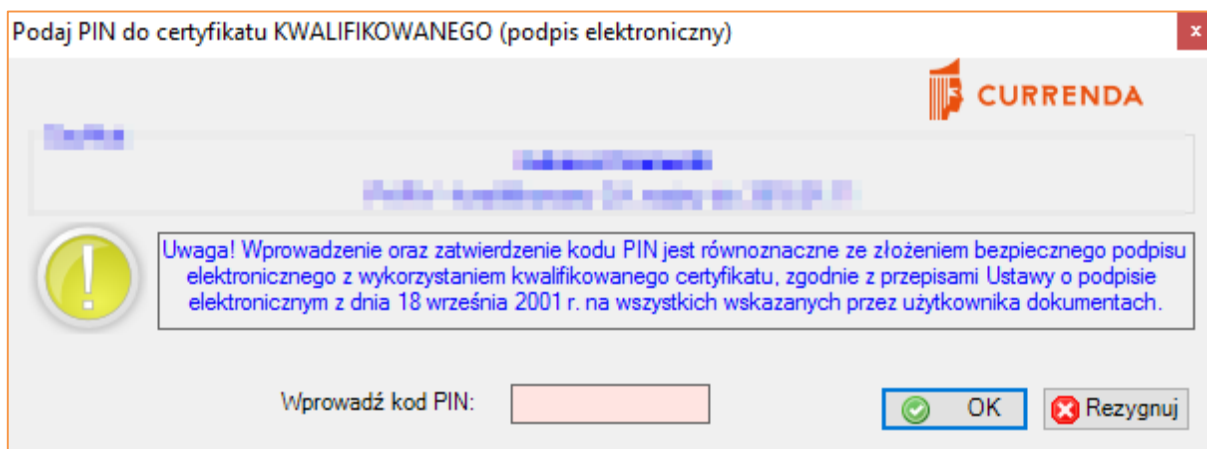 Podaj PIN do certyfikatu KWALIFIKOWANEGO (podpis elektroniczny)
x
CURRENDA
Uwaga! Wprowadzenie oraz zatwierdzenie kodu PIN jest równoznaczne ze złożeniem bezpiecznego podpisu
elektronicznego z wykorzystaniem kwalifikowanego certyfikatu, zgodnie z przepisami Ustawy o podpisie
elektronicznym z dnia 18 września 2001 r. na wszystkich wskazanych przez użytkownika dokumentach.
Wprowadź kod PIN:
OK
Rezygnuj